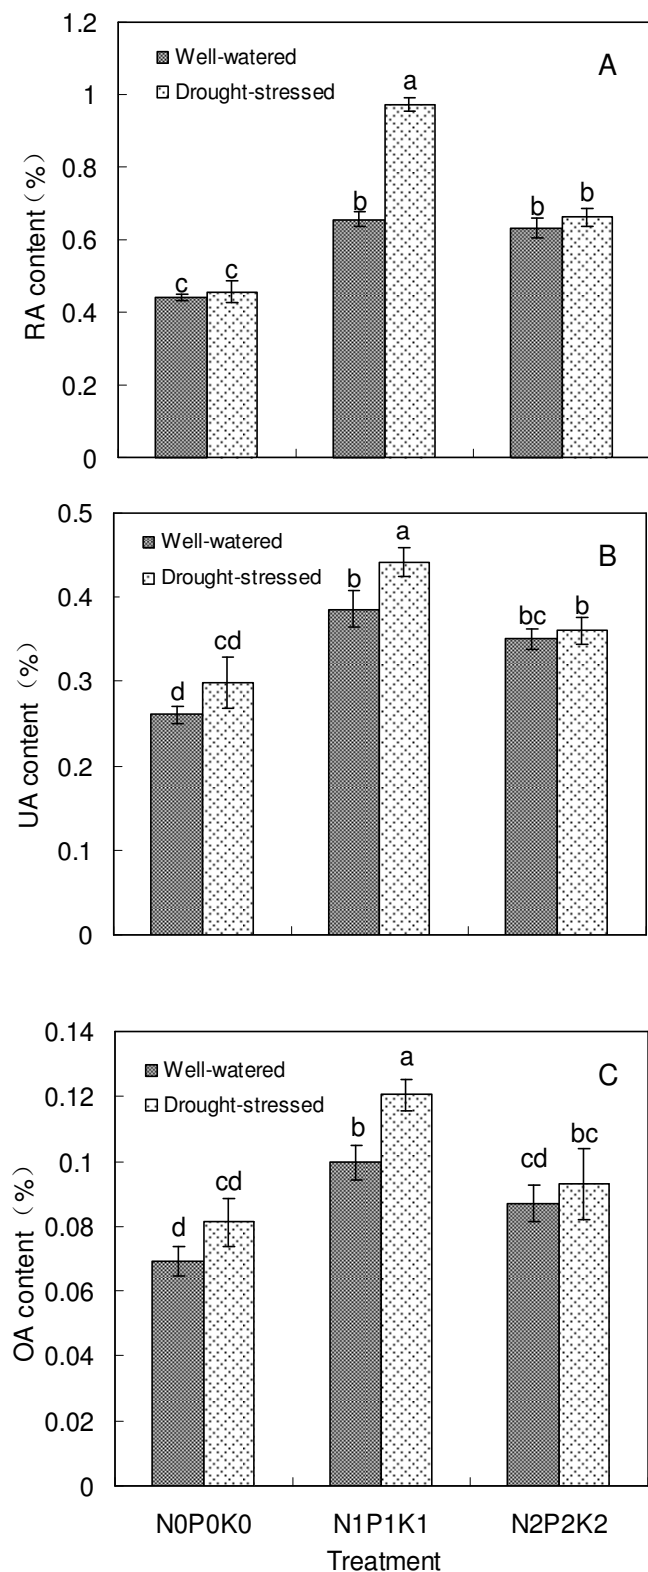 1.2
Well-watered
A
a
1
Drought-stressed
0.8
b
b
b
0.6
c
c
0.4
0.2
0
RA content (%)
0.5
Well-watered
a
B
Drought-stressed
b
0.4
bc
b
cd
0.3
d
0.2
0.1
0
UA content (%)
0.14
a
Well-watered
C
0.12
Drought-stressed
b
bc
0.1
cd
cd
0.08
d
0.06
0.04
0.02
0
OA content (%)
N0P0K0 N1P1K1 N2P2K2
Treatment